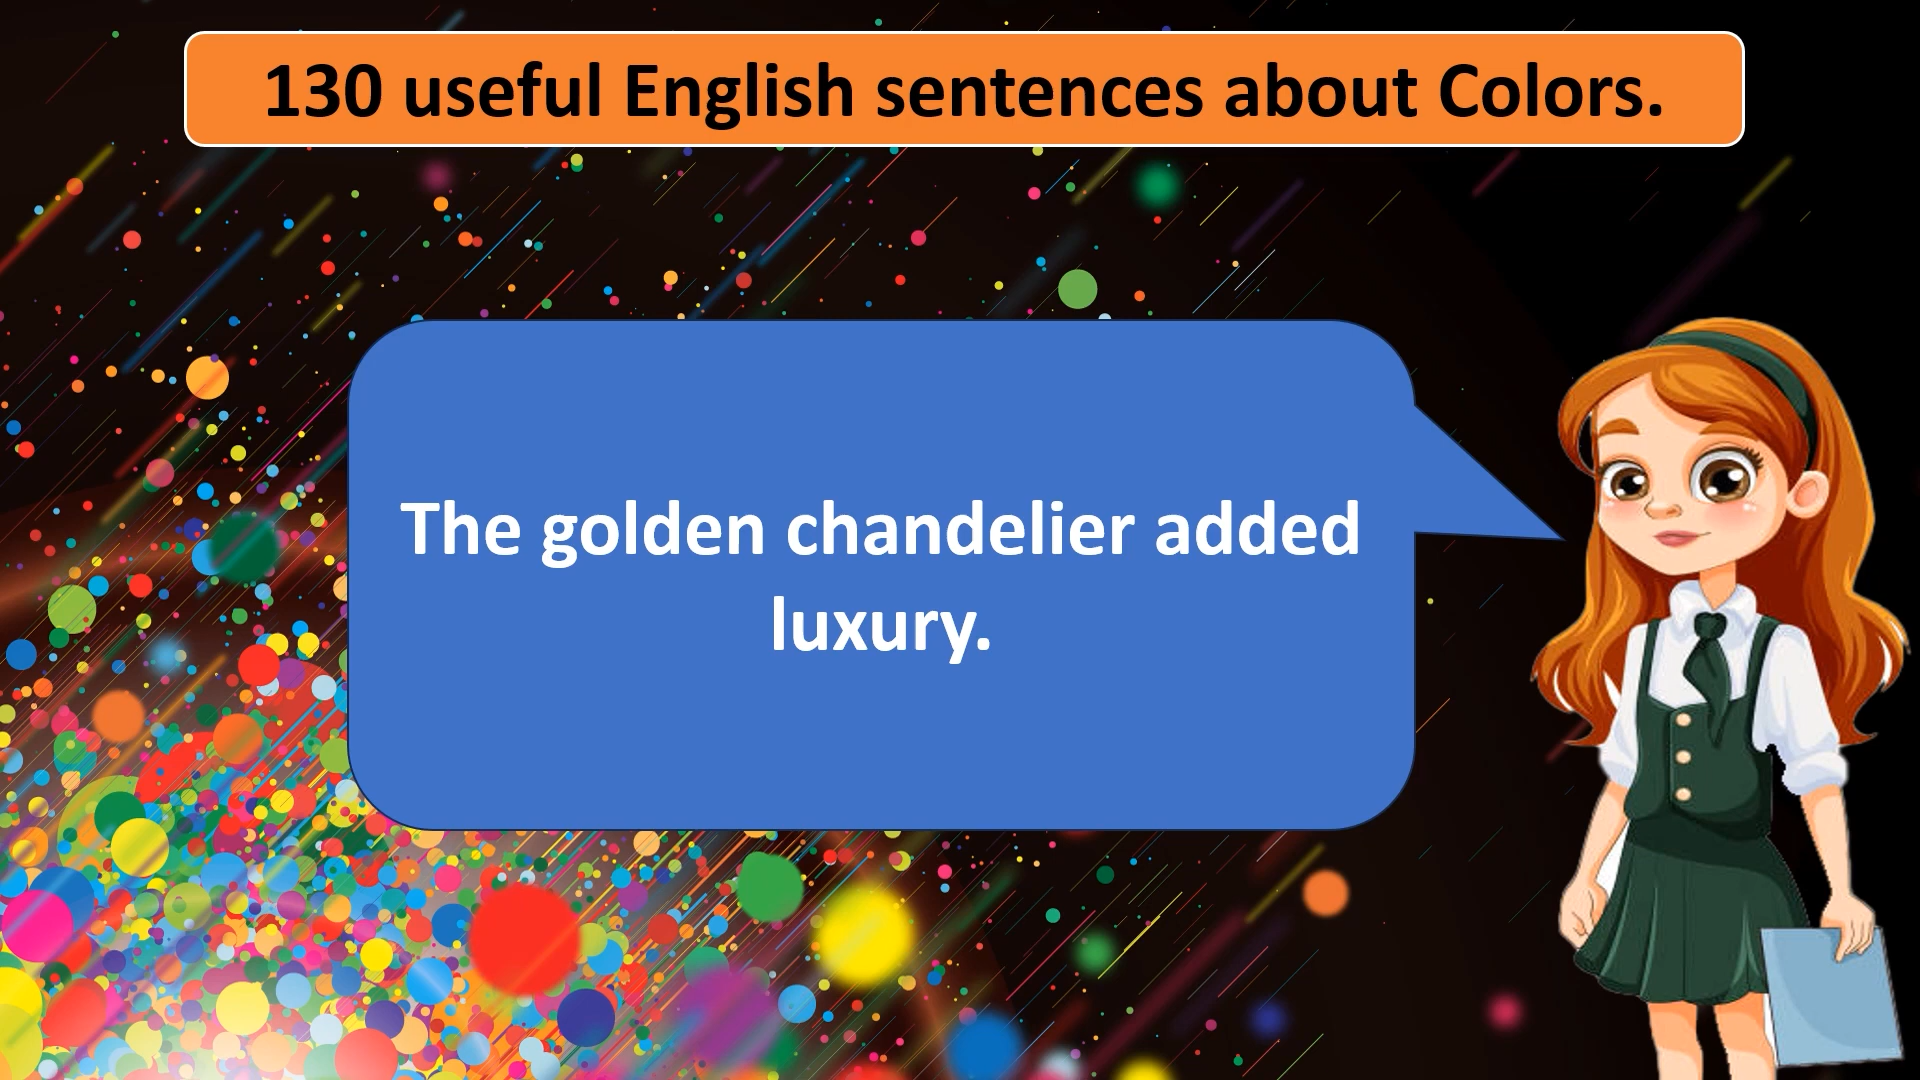 130 useful English sentences about Colors.
The golden chandelier added
luxury.